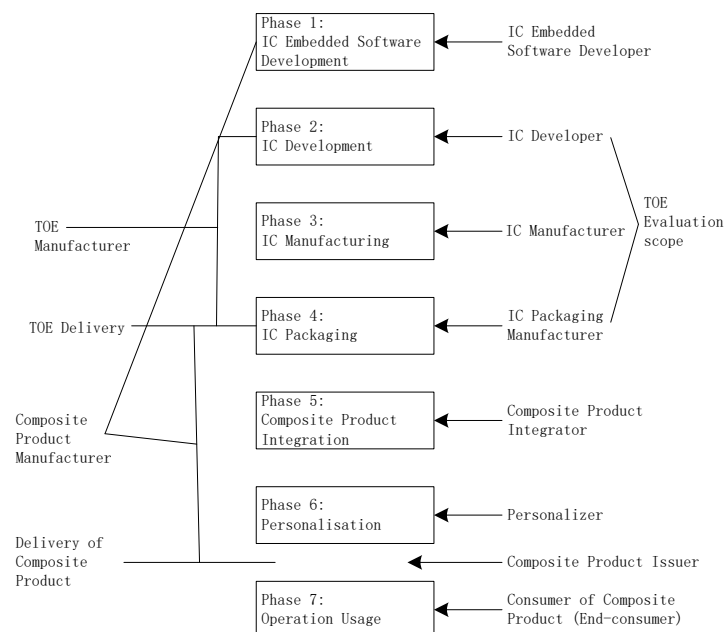 Phase 1:
IC Embedded Software
Development
IC Embedded
Software Developer
Phase 2:
IC Development
IC Developer
TOE
Evaluation
scope
TOE
Manufacturer
Phase 3:
IC Manufacturing
IC Manufacturer
TOE Delivery
Phase 4:
IC Packaging
IC Packaging
Manufacturer
Composite
Product
Manufacturer
Phase 5:
Composite Product
Integration
Composite Product
Integrator
Phase 6:
Personalisation
Personalizer
Delivery of
Composite
Product
Composite Product Issuer
Phase 7:
Operation Usage
Consumer of Composite
Product (End-consumer)